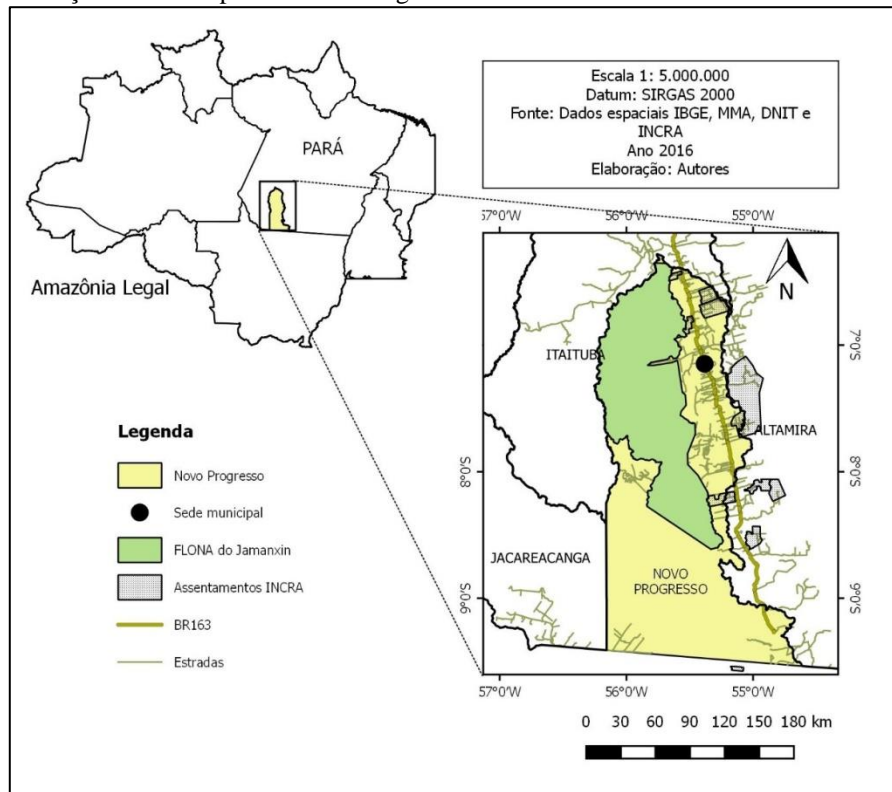 PARÁ
Amazônia Legal
Escala 1: 5.000.000
Datum: SIRGAS 2000
Fonte: Dados espaciais IBGE, MMA, DNIT e
INCRA
Ano 2016
Elaboração: Autores
57°0'W 56°0'W 55°0'W
N
7°0'S
ITAITUBA
ALTAMIRA
8°0'S 8°0'S
JACAREACANGA
NOVO
PROGRESSO
9°0'S 9°0'S
57°0'W 56°0'W 55°0'W
0 30 60 90 120 150 180 km
Legenda
Novo Progresso
Sede municipal
FLONA do Jamanxin
Assentamentos INCRA
BR163
Estradas